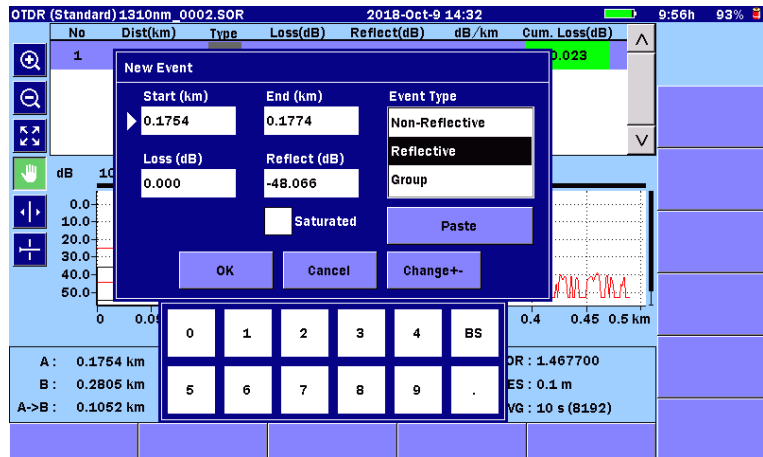 OTDR (Standard) 1310nm_0002.SOR 2018-Oct-9 14:32 9:56h 93%
No Dist(km) Type Loss(dB) Reflect(dB) dB/km Cum. Loss(dB)
1 0.023
New Event
Start (km) End (km) Event Type
0.1754 0.1774 Non-Reflective
Reflective
Loss (dB) Reflect (dB)
0.000 -48.066 Group
Saturated Paste
OK Cancel Change+-
dB 10
0.0
10.0
20.0
30.0
40.0
50.0
0 0.05 0.4 0.45 0.5 km
0 1 2 3 4 BS
5 6 7 8 9 .
A : 0.1754 km OR : 1.467700
B : 0.2805 km ES : 0.1 m
A->B : 0.1052 km VG : 10 s (8192)